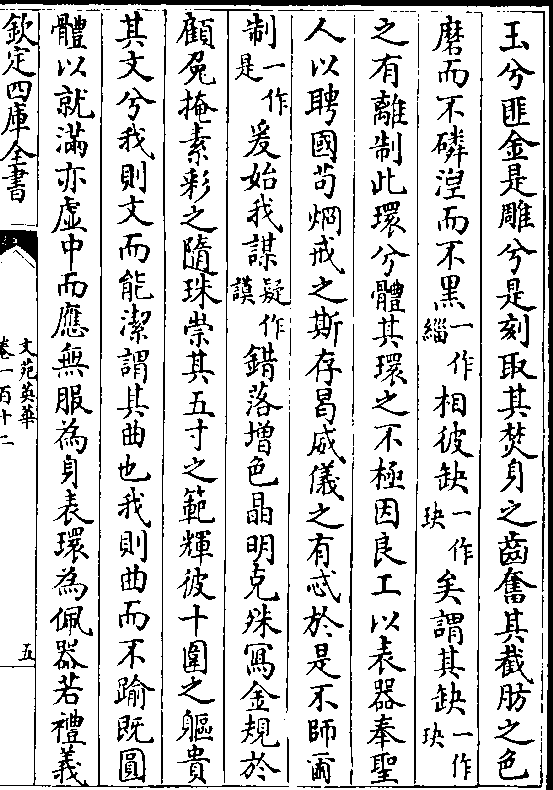 玉兮匪金是雕兮是刻取其焚身之齒奮其截肪之色
磨而不磷湼而不黑一作緇相彼缺一作玦矣謂其缺一作玦
之有離制此環兮體其環之不極因良工以表器奉聖
人以聘國苟烱戒之斯存曷威儀之有忒於是不師爾
制一作是爰始我謀疑作謨錯落增色晶明克殊冩金規於
顧兔掩素彩之隨珠崇其五寸之範輝彼十圍之軀貴
其文兮我則文而能潔謂其曲也我則曲而不踰既圓
體以就滿亦虚中而應無服為身表環為佩器若禮義
欽定四庫全書
文苑英華
卷一百十二
五